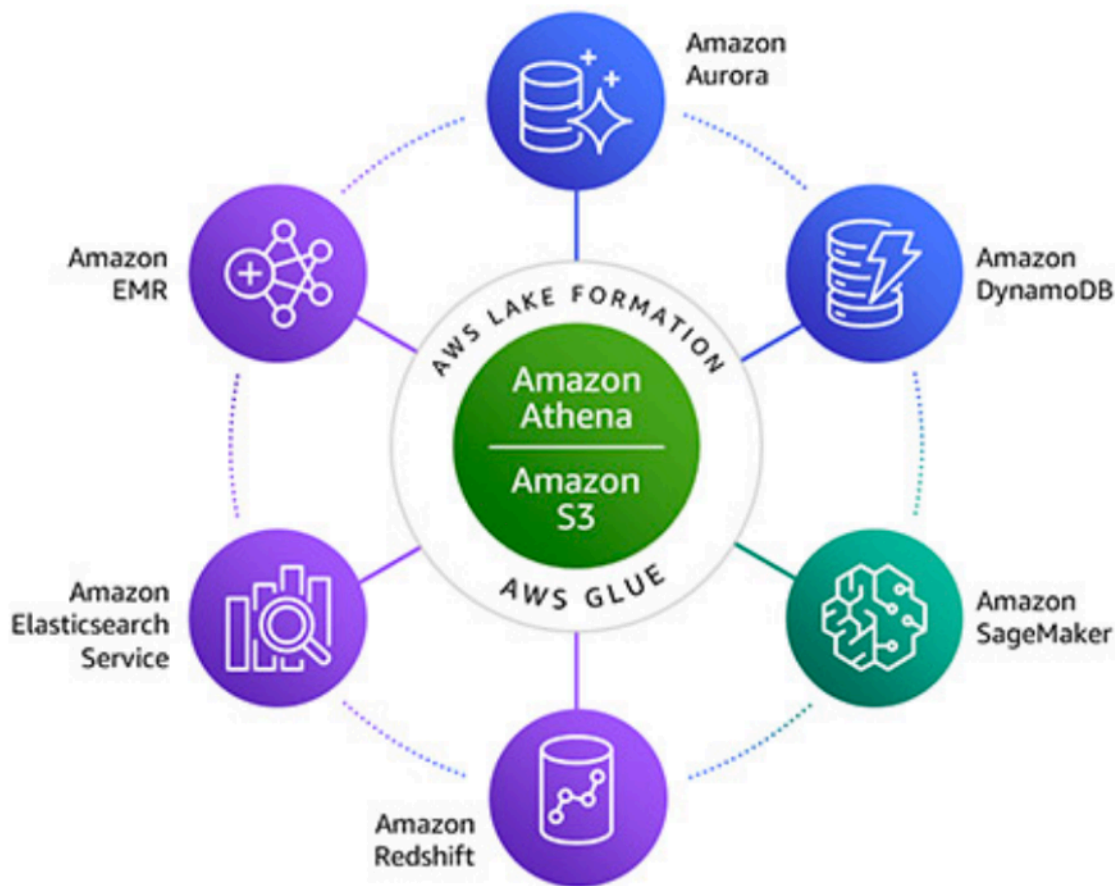 Amazon
Aurora
Amazon
EMR
Amazon
DynamoDB
AWS LAKE FORMATION
Amazon
Athena
Amazon
S3
AWS GLUE
Amazon
Elasticsearch
Service
Amazon
SageMaker
Amazon
Redshift